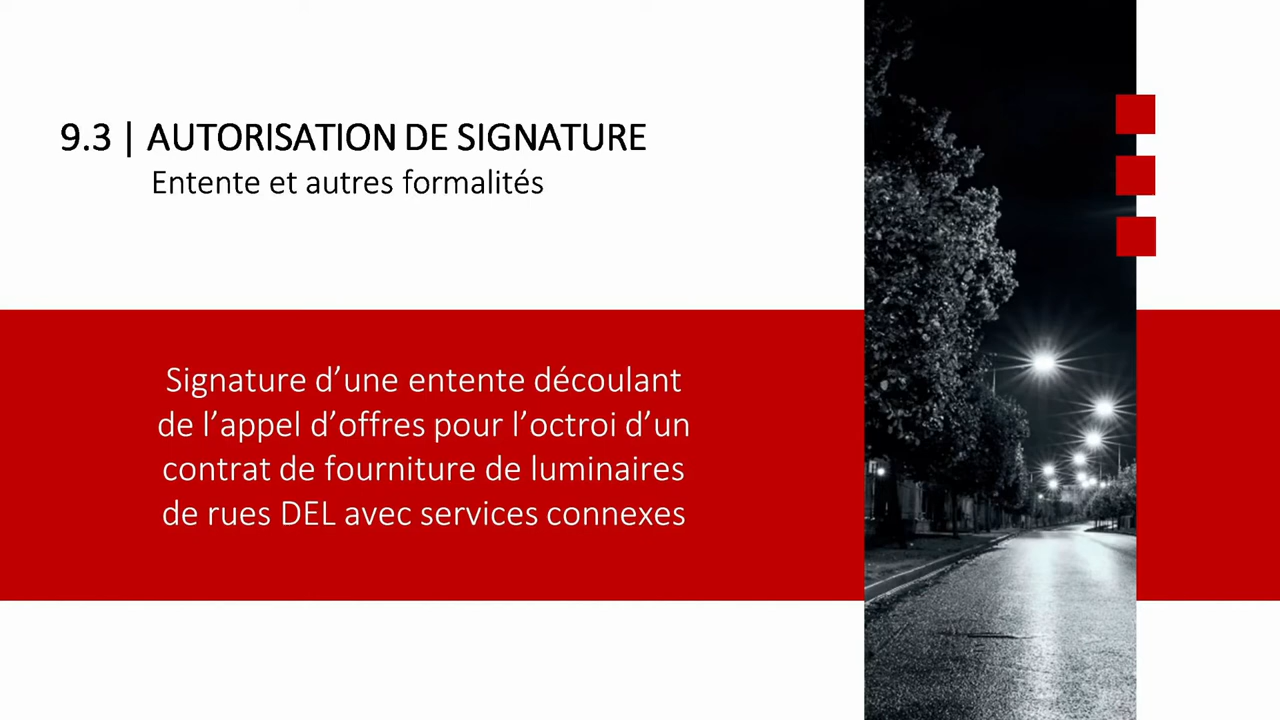 9.3 | AUTORISATION DE SIGNATURE
Entente et autres formalités
Signature d’une entente découlant
de l’appel d’offres pour l’octroi d’un
contrat de fourniture de luminaires
de rues DEL avec services connexes